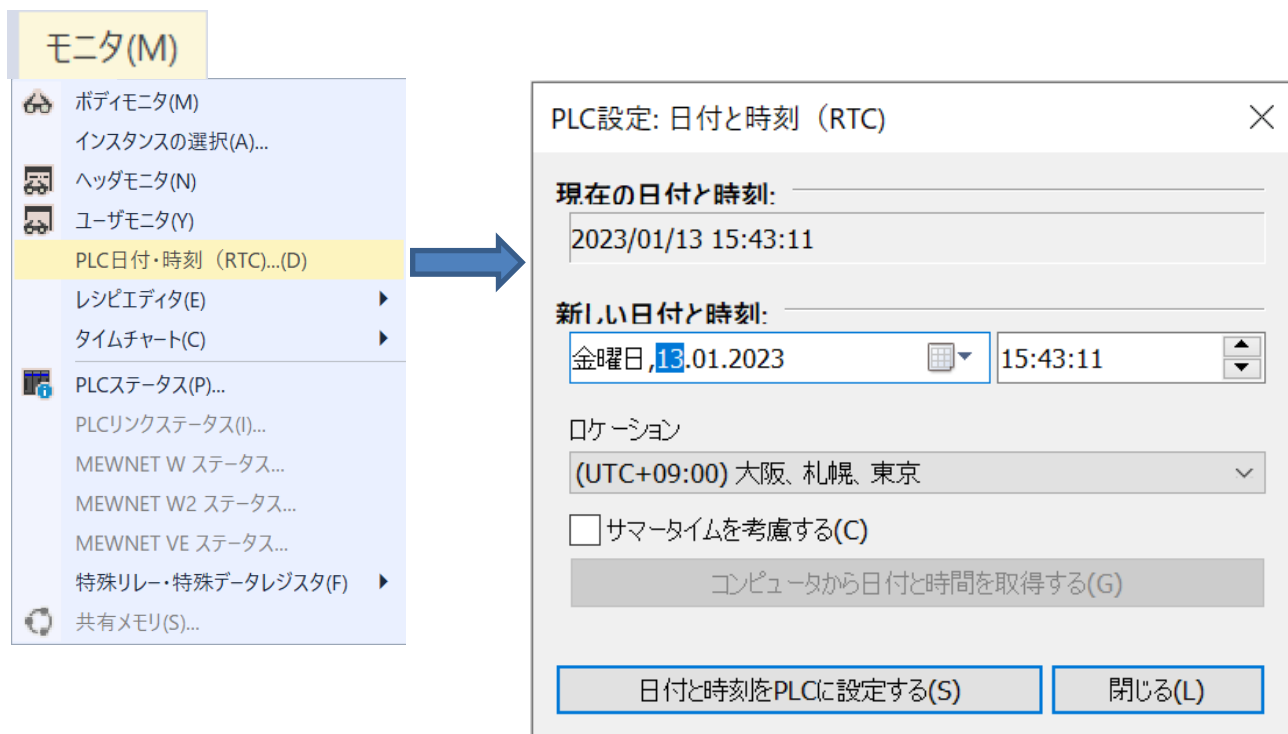 モニタ(M)
ボディモニタ(M)
インスタンスの選択(A)...
ヘッダモニタ(N)
ユーザモニタ(Y)
PLC日付・時刻（RTC)...(D)
レシピエディタ(E)
タイムチャート(C)
PLCステータス(P)...
PLCリンクステータス(I)...
MEWNET W ステータス...
MEWNET W2 ステータス...
MEWNET VE ステータス...
特殊リレー・特殊データレジスタ(F)
共有メモリ(S)...
PLC設定: 日付と時刻（RTC)
現在の日付と時刻:
2023/01/13 15:43:11
新しい日付と時刻:
金曜日,13.01.2023 15:43:11
ロケーション
(UTC+09:00) 大阪、札幌、東京
サマータイムを考慮する(C)
コンピュータから日付と時間を取得する(G)
日付と時刻をPLCに設定する(S) 閉じる(L)